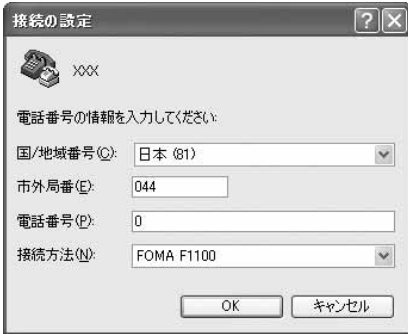 接続の設定
XXX
電話番号の情報を入力してください:
国/地域番号(C): 日本 (81)
市外局番(E): 044
電話番号(P): 0
接続方法(N): FOMA F1100
OK キャンセル